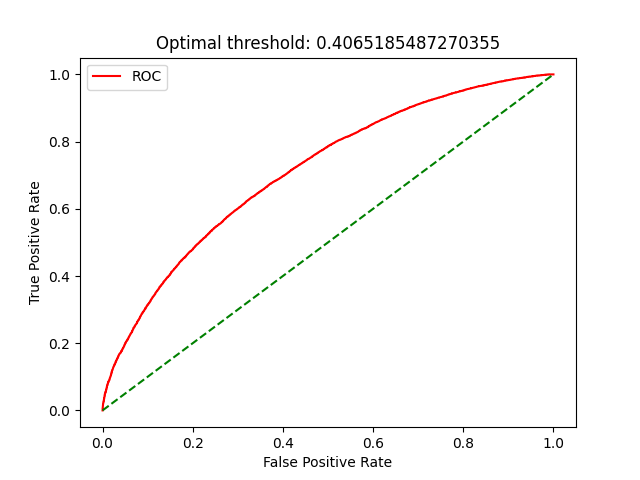 Optimal threshold: 0.4065185487270355
ROC
True Positive Rate
1.0
0.8
0.6
0.4
0.2
0.0
0.0 0.2 0.4 0.6 0.8 1.0
False Positive Rate